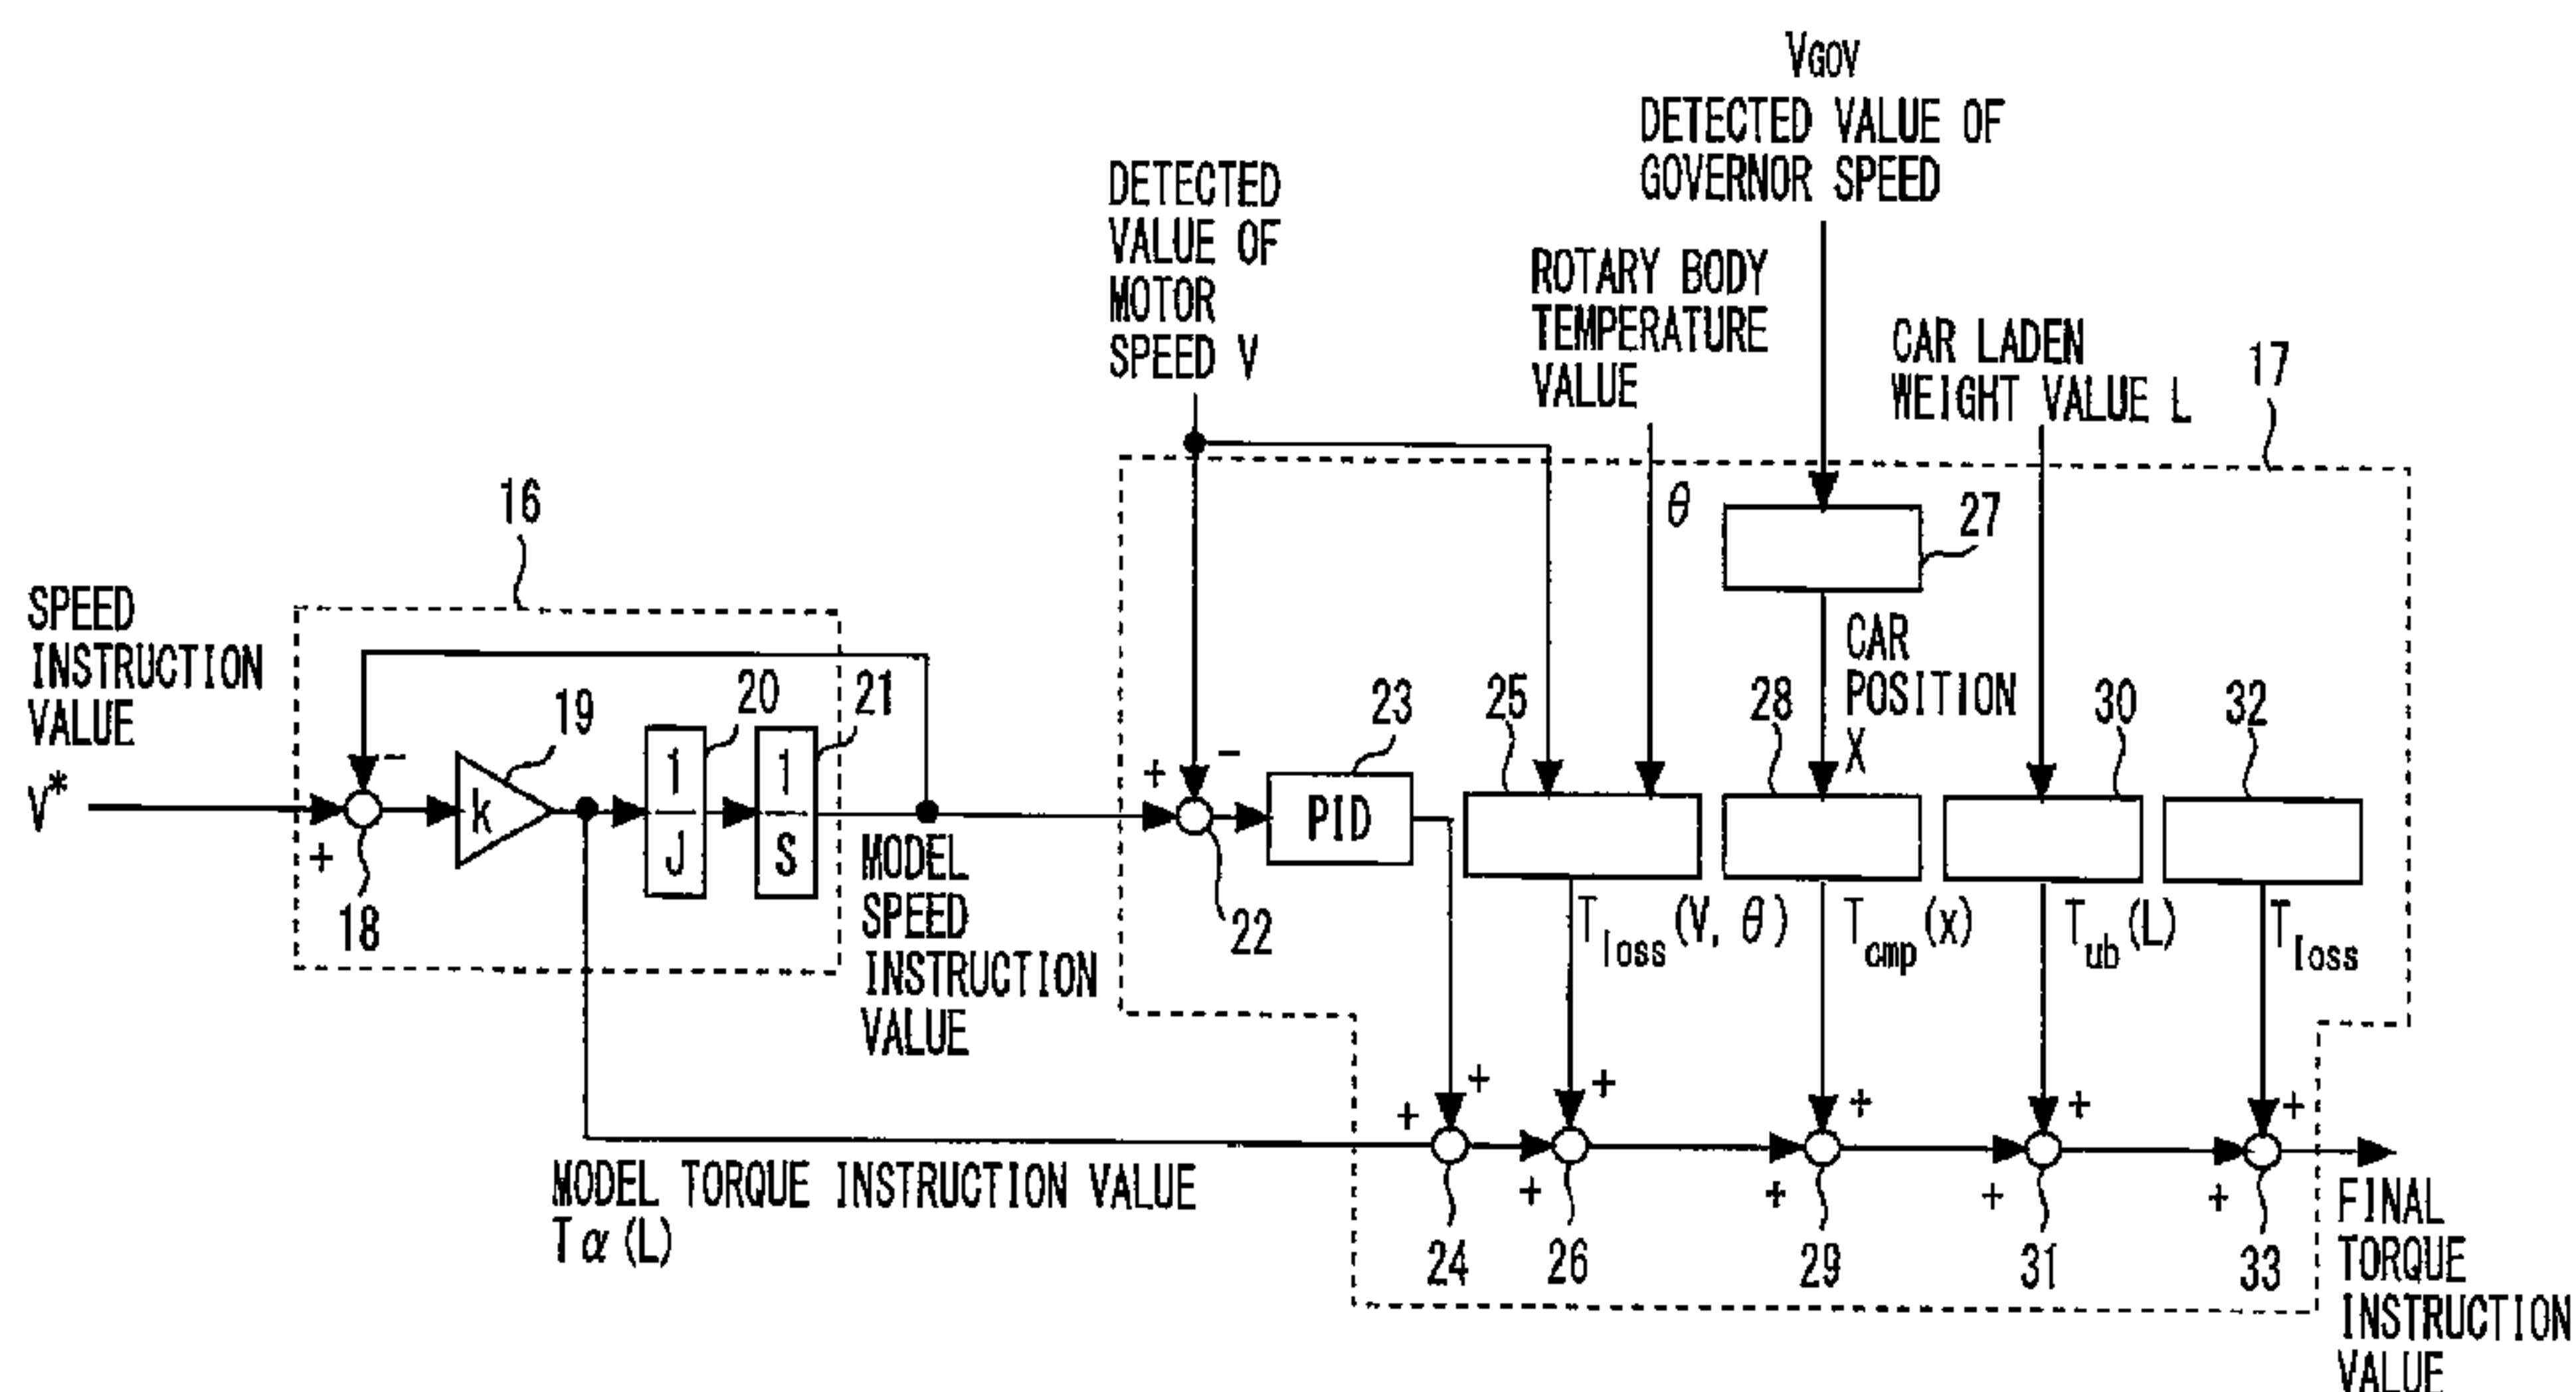 VGOV
DETECTED VALUE OF
GOVERNOR SPEED
DETECTED
VALUE OF
MOTOR
SPEED V
ROTARY BODY
TEMPERATURE
VALUE
CAR LADEN
WEIGHT VALUE L
17
16
θ
27
SPEED
INSTRUCTION
VALUE
V*
+
-
18
k
19
1
J
20
1
S
21
MODEL
SPEED
INSTRUCTION
VALUE
+
-
22
PID
23
25
28
CAR
POSITION
X
30
32
Tloss (V, θ)
Tcmp (x)
Tub (L)
Tloss
+
+
+
+
+
+
+
+
+
+
24
26
29
31
33
MODEL TORQUE INSTRUCTION VALUE
Tα (L)
FINAL
TORQUE
INSTRUCTION
VALUE